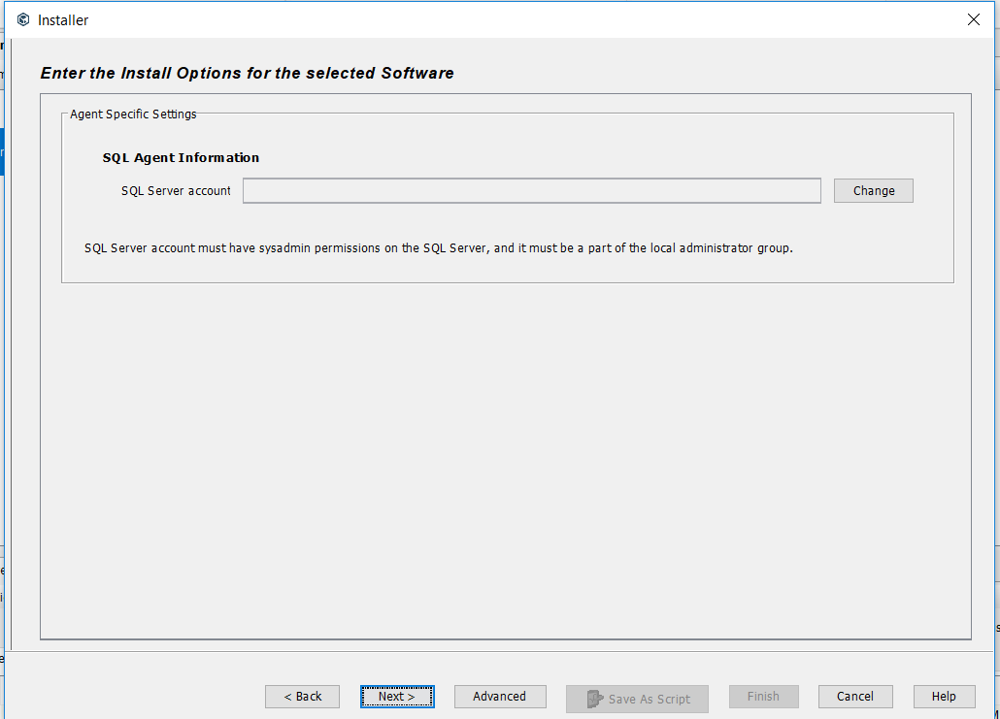 Installer
Enter the Install Options for the selected Software
Agent Specific Settings
SQL Agent Information
SQL Server account
Change
SQL Server account must have sysadmin permissions on the SQL Server, and it must be a part of the local administrator group.
< Back
Next >
Advanced
Save As Script
Finish
Cancel
Help